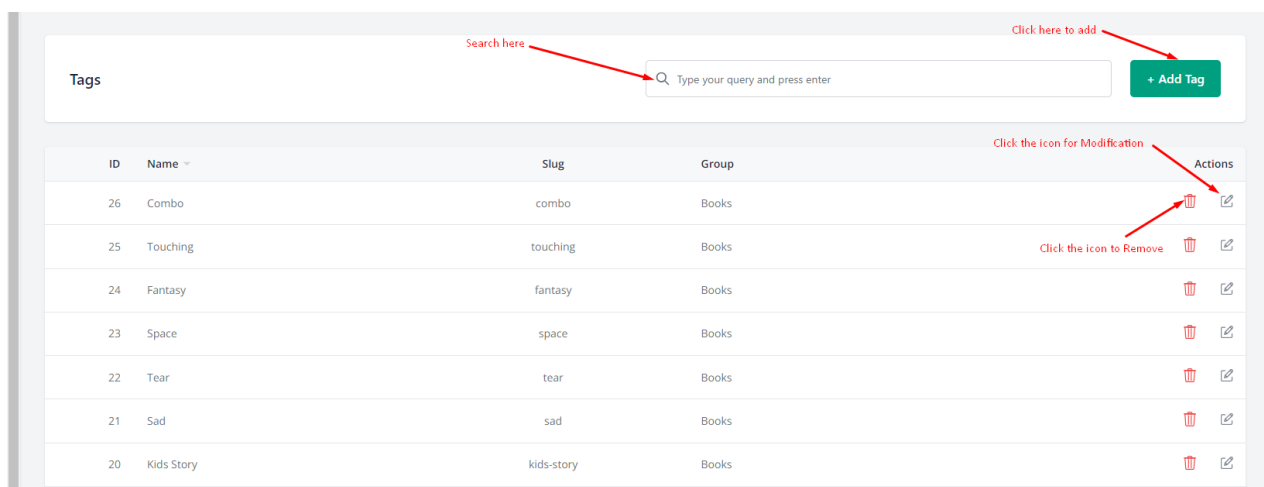 Click here to add
Search here
Tags
Type your query and press enter
+ Add Tag
Click the icon for Modification
ID Name Slug Group Actions
26 Combo combo Books
25 Touching touching Books
Click the icon to Remove
24 Fantasy fantasy Books
23 Space space Books
22 Tear tear Books
21 Sad sad Books
20 Kids Story kids-story Books